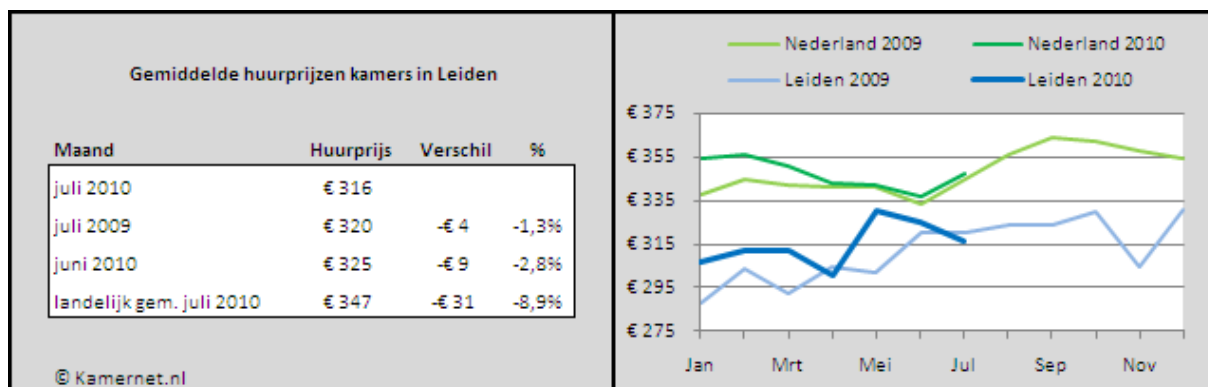 Gemiddelde huurprijzen kamers in Leiden
Maand Huurprijs Verschil %
juli 2010 € 316
juli 2009 € 320 -€ 4 -1,3%
juni 2010 € 325 -€ 9 -2,8%
landelijk gem. juli 2010 € 347 -€ 31 -8,9%
© Kamernet.nl
Nederland 2009 Nederland 2010
Leiden 2009 Leiden 2010
€ 375
€ 355
€ 335
€ 315
€ 295
€ 275
Jan Mrt Mei Jul Sep Nov